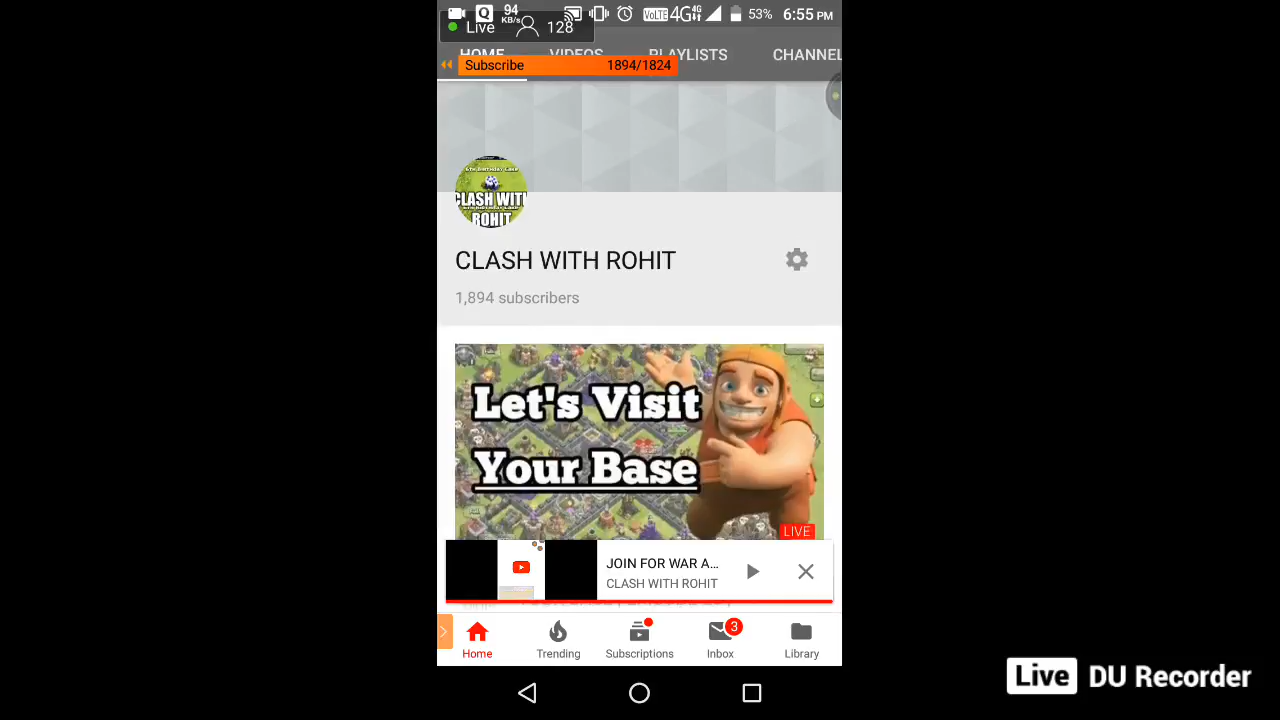 94
KB/s
VoLTE 4G 53% 6:55 PM
Live 128
HOME VIDEOS PLAYLISTS CHANNEL
Subscribe 1894/1824
CLASH WITH
ROHIT
CLASH WITH ROHIT
1,894 subscribers
Let's Visit
Your Base
LIVE
JOIN FOR WAR A...
CLASH WITH ROHIT
3
Home Trending Subscriptions Inbox Library
Live DU Recorder